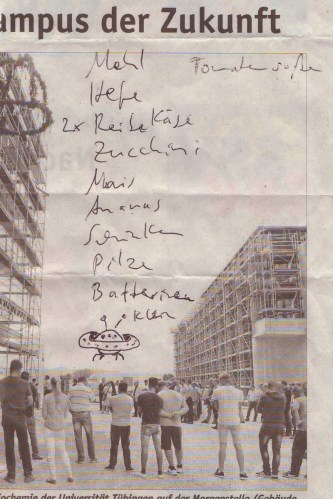 ampus der Zukunft
Mehl
Tomatensoße
Hefe
2x Reibekäse
Zucchini
Mais
Ananas
Schinken
Pilze
Batterien
klein
ochemie der Universität Tübingen auf der Morgenstelle (Gebäude